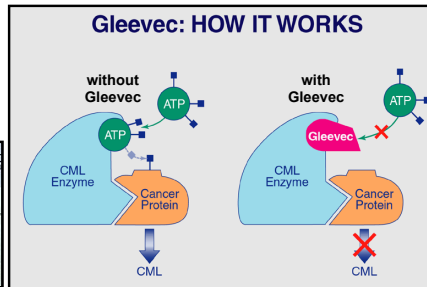 Gleevec: HOW IT WORKS
without
Gleevec
ATP
ATP
CML
Enzyme
Cancer
Protein
CML
with
Gleevec
ATP
Gleevec
CML
Enzyme
Cancer
Protein
CML